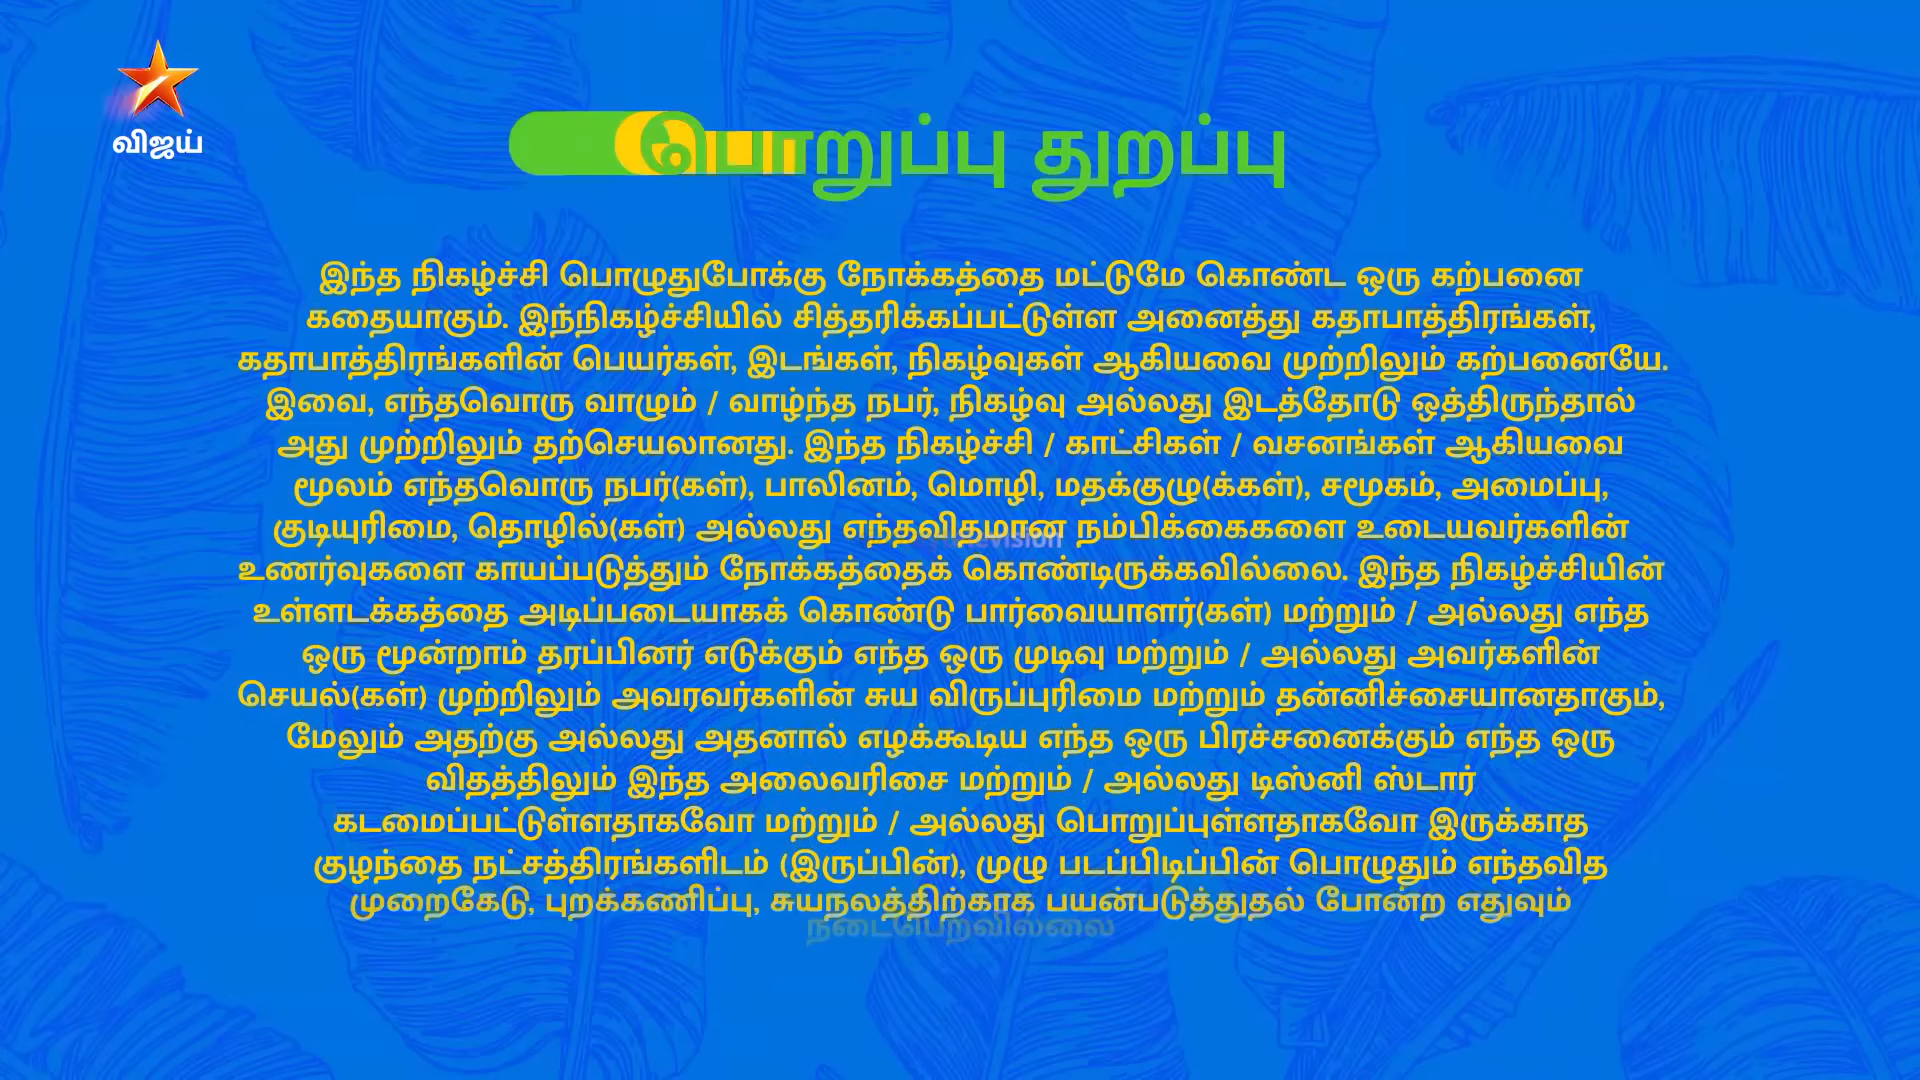 விஜய்
பொறுப்பு துறப்பு
இந்த நிகழ்ச்சி பொழுதுபோக்கு நோக்கத்தை மட்டுமே கொண்ட ஒரு கற்பனை
கதையாகும். இந்நிகழ்ச்சியில் சித்தரிக்கப்பட்டுள்ள அனைத்து கதாபாத்திரங்கள்,
கதாபாத்திரங்களின் பெயர்கள், இடங்கள், நிகழ்வுகள் ஆகியவை முற்றிலும் கற்பனையே.
இவை, எந்தவொரு வாழும் / வாழ்ந்த நபர், நிகழ்வு அல்லது இடத்தோடு ஒத்திருந்தால்
அது முற்றிலும் தற்செயலானது. இந்த நிகழ்ச்சி / காட்சிகள் / வசனங்கள் ஆகியவை
மூலம் எந்தவொரு நபர்(கள்), பாலினம், மொழி, மதக்குழு(க்கள்), சமூகம், அமைப்பு,
குடியுரிமை, தொழில்(கள்) அல்லது எந்தவிதமான நம்பிக்கைகளை உடையவர்களின்
உணர்வுகளை காயப்படுத்தும் நோக்கத்தைக் கொண்டிருக்கவில்லை. இந்த நிகழ்ச்சியின்
உள்ளடக்கத்தை அடிப்படையாகக் கொண்டு பார்வையாளர்(கள்) மற்றும் / அல்லது எந்த
ஒரு மூன்றாம் தரப்பினர் எடுக்கும் எந்த ஒரு முடிவு மற்றும் / அல்லது அவர்களின்
செயல்(கள்) முற்றிலும் அவரவர்களின் சுய விருப்புரிமை மற்றும் தன்னிச்சையானதாகும்,
மேலும் அதற்கு அல்லது அதனால் எழக்கூடிய எந்த ஒரு பிரச்சனைக்கும் எந்த ஒரு
விதத்திலும் இந்த அலைவரிசை மற்றும் / அல்லது டிஸ்னி ஸ்டார்
கடமைப்பட்டுள்ளதாகவோ மற்றும் / அல்லது பொறுப்புள்ளதாகவோ இருக்காத
குழந்தை நட்சத்திரங்களிடம் (இருப்பின்), முழு படப்பிடிப்பின் பொழுதும் எந்தவித
முறைகேடு, புறக்கணிப்பு, சுயநலத்திற்காக பயன்படுத்துதல் போன்ற எதுவும்
நடைபெறவில்லை